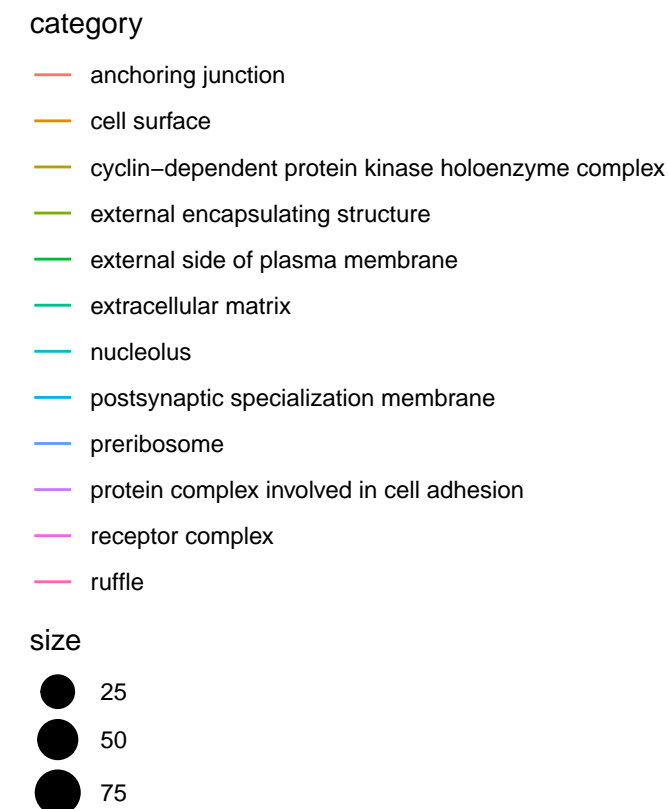 category
anchoring junction
cell surface
cyclin−dependent protein kinase holoenzyme complex
external encapsulating structure
external side of plasma membrane
extracellular matrix
nucleolus
postsynaptic specialization membrane
preribosome
protein complex involved in cell adhesion
receptor complex
ruffle
size
25
50
75